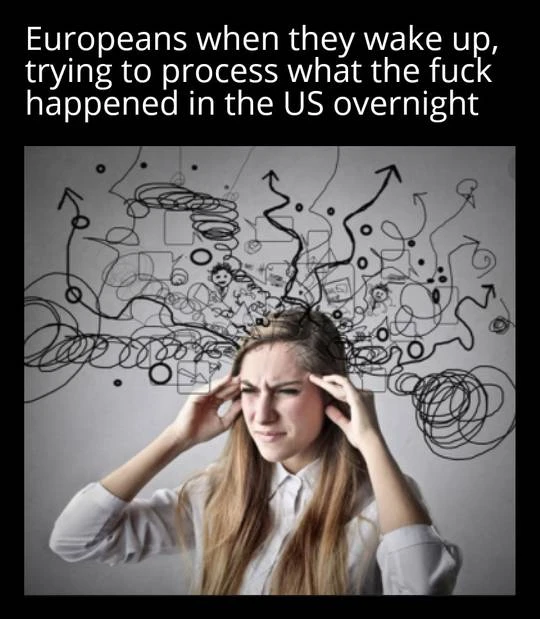 Europeans when they wake up,
trying to process what the fuck
happened in the US overnight